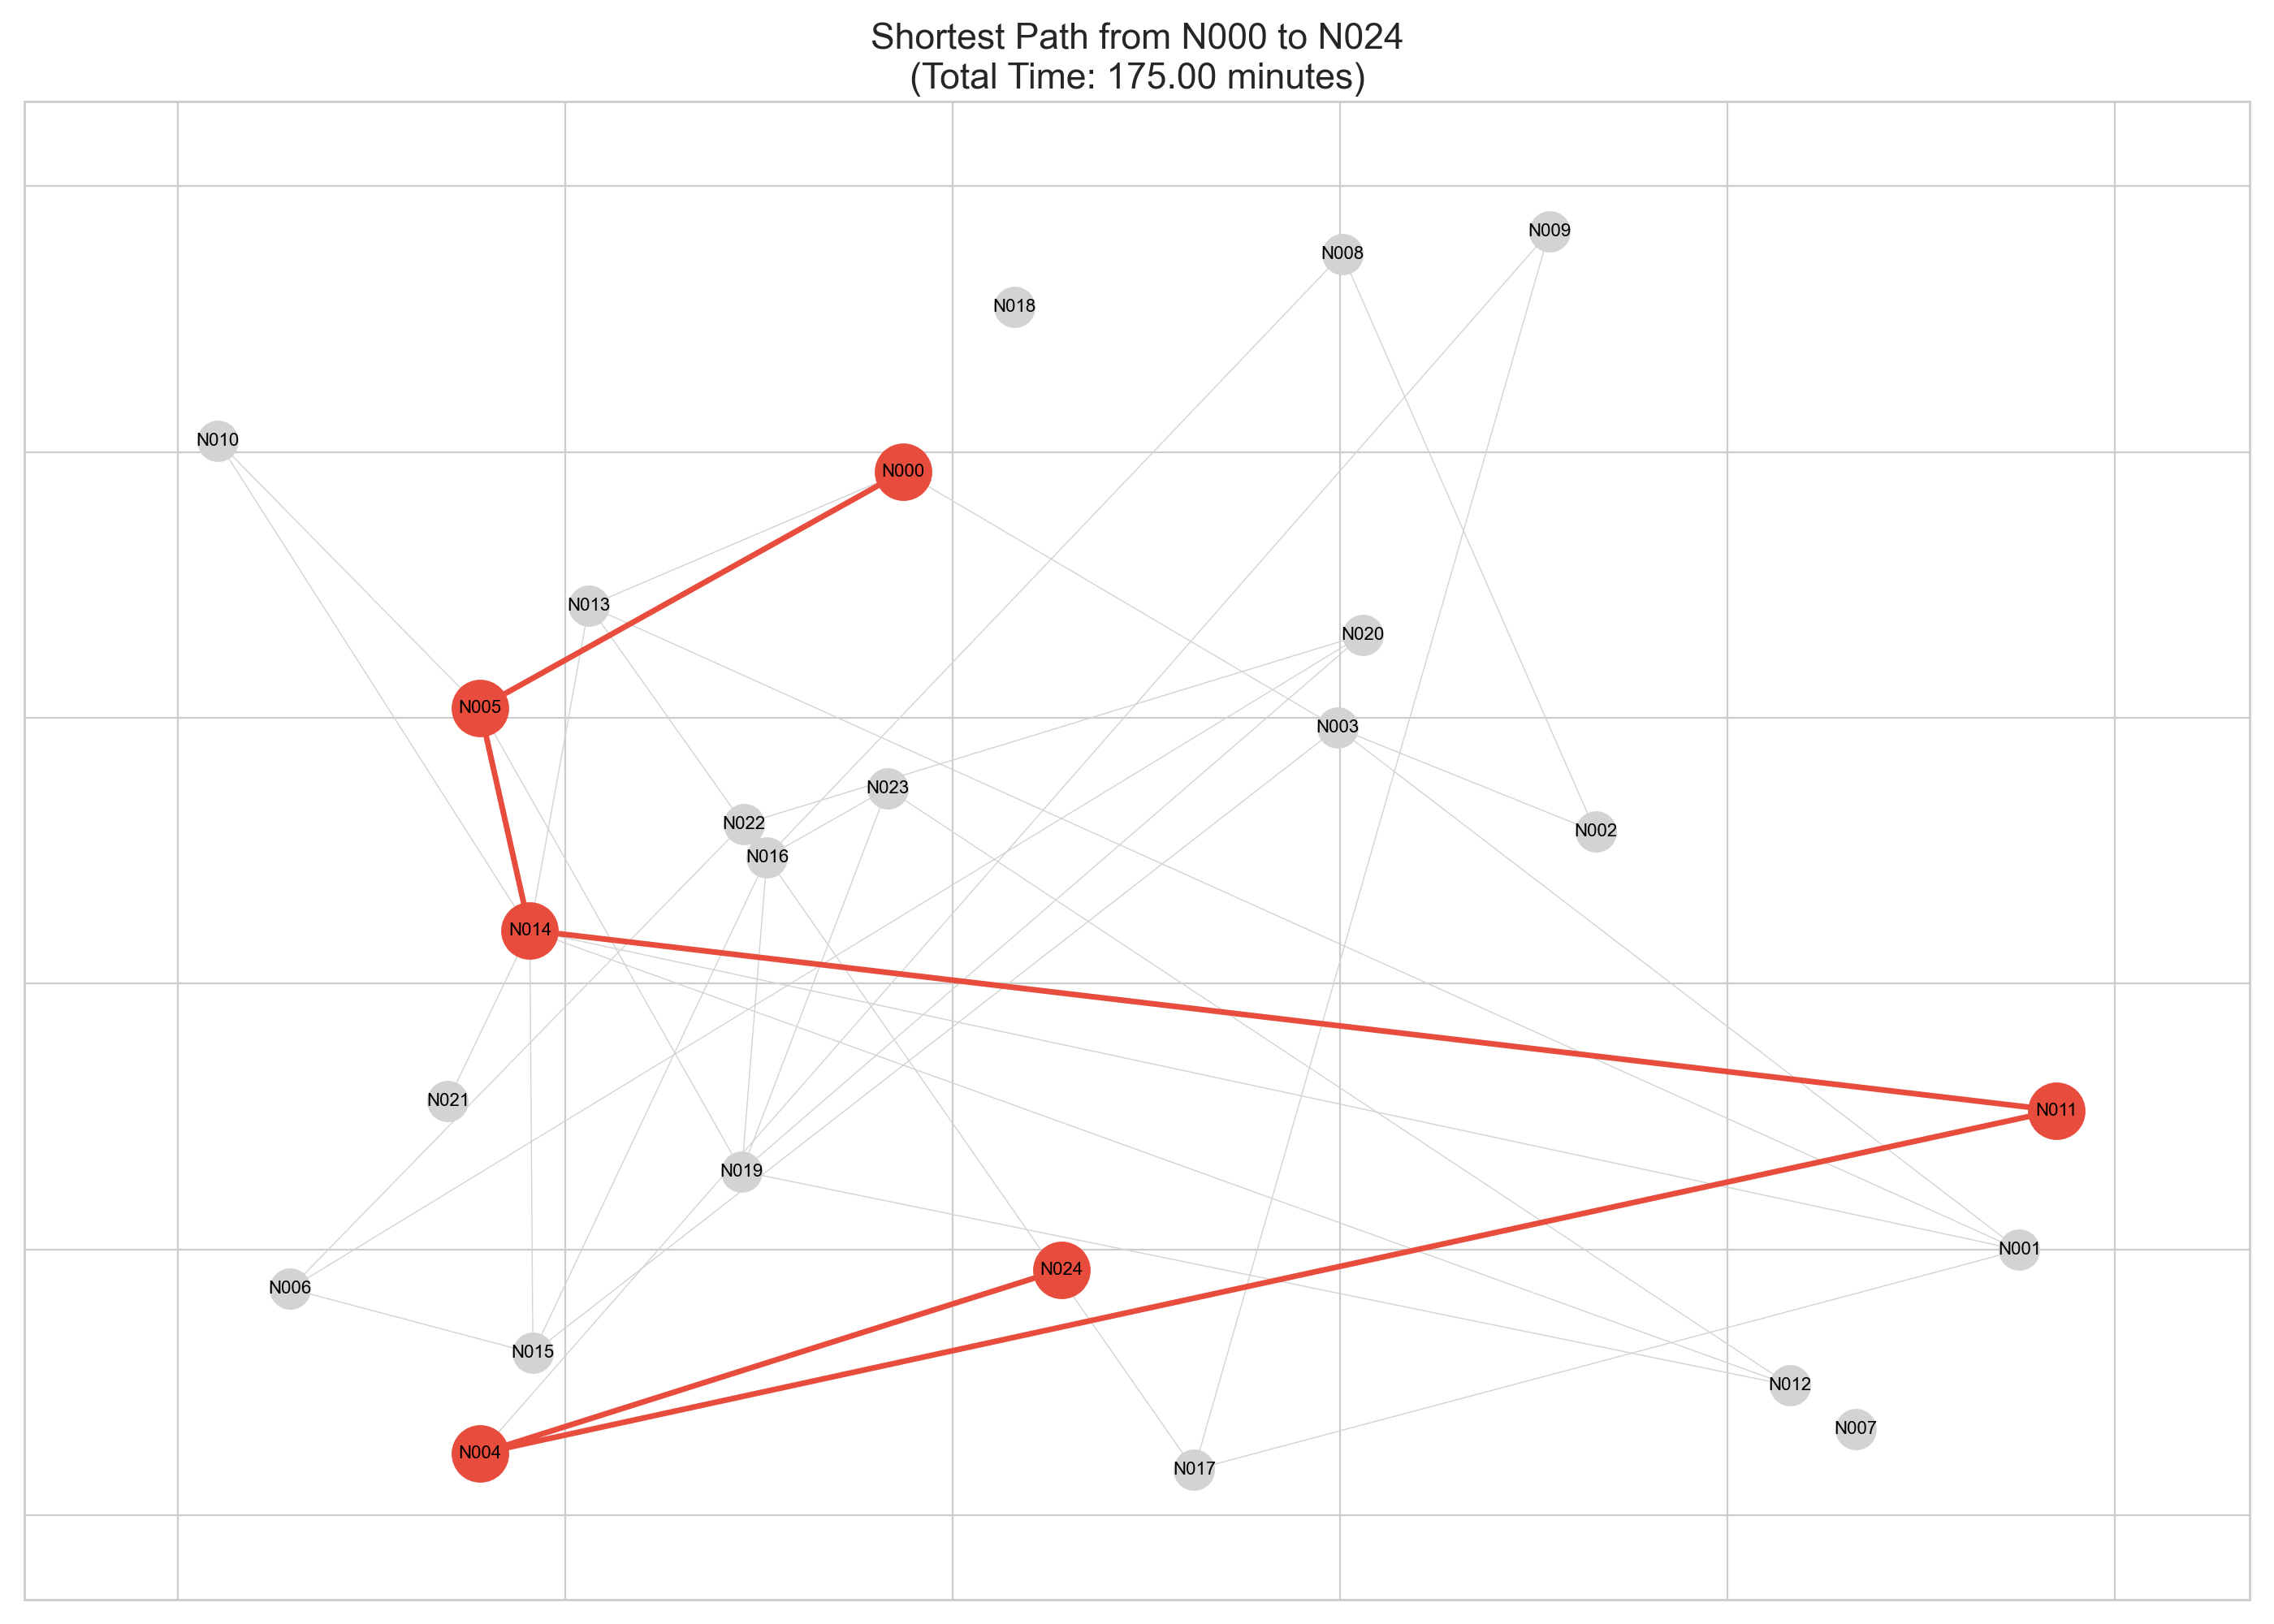 Shortest Path from N000 to N024
(Total Time: 175.00 minutes)
N009
N008
N018
N010
N000
N013
N020
N005
N003
N023
N022
N002
N016
N014
N021
N011
N019
N001
N024
N006
N015
N012
N007
N004
N017